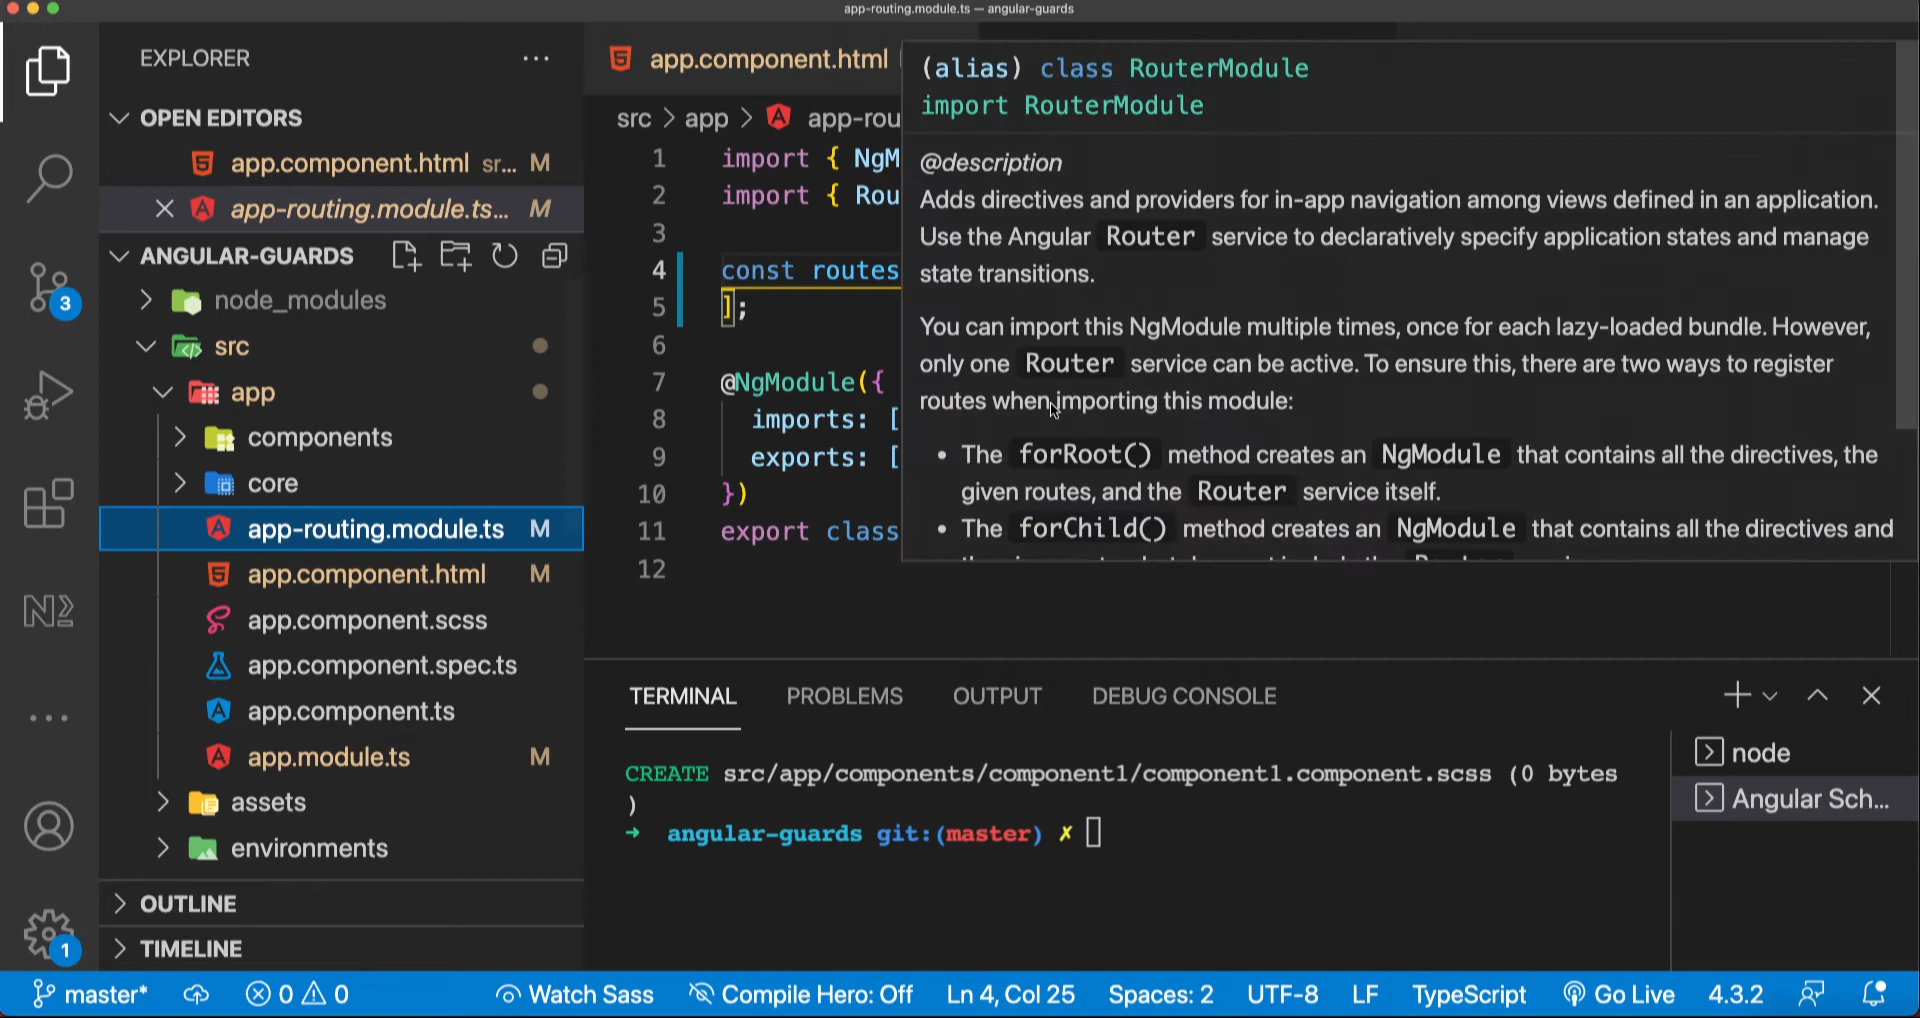 app-routing.module.ts — angular-guards
EXPLORER
OPEN EDITORS
app.component.html sr... M
app-routing.module.ts... M
ANGULAR-GUARDS
node_modules
src
app
components
core
app-routing.module.ts M
app.component.html M
app.component.scss
app.component.spec.ts
app.component.ts
app.module.ts M
assets
environments
OUTLINE
TIMELINE
3
1
app.component.html
src > app > app-rou
1 import { NgM
2 import { Rou
3
4 const routes
5 ];
6
7 @NgModule({
8 imports: [
9 exports: [
10 })
11 export class
12
(alias) class RouterModule
import RouterModule
@description
Adds directives and providers for in-app navigation among views defined in an application.
Use the Angular Router service to declaratively specify application states and manage
state transitions.
You can import this NgModule multiple times, once for each lazy-loaded bundle. However,
only one Router service can be active. To ensure this, there are two ways to register
routes when importing this module:
• The forRoot() method creates an NgModule that contains all the directives, the
given routes, and the Router service itself.
• The forChild() method creates an NgModule that contains all the directives and
TERMINAL PROBLEMS OUTPUT DEBUG CONSOLE
CREATE src/app/components/component1/component1.component.scss (0 bytes
)
➜ angular-guards git:(master) ✗
node
Angular Sch...
master* 0 0 Watch Sass Compile Hero: Off Ln 4, Col 25 Spaces: 2 UTF-8 LF TypeScript Go Live 4.3.2